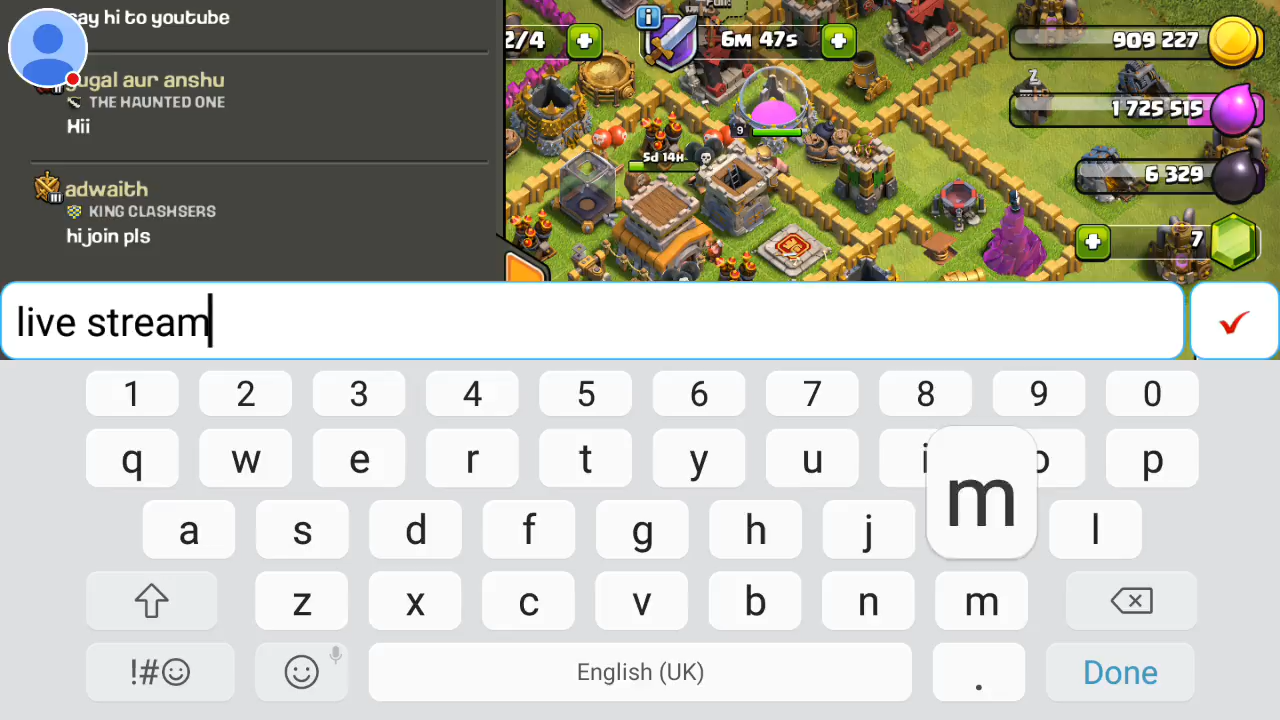 say hi to youtube
gugal aur anshu
THE HAUNTED ONE
Hii
adwaith
KING CLASHSERS
hi join pls
2/4
6M 47s
909 227
1 725 515
6 329
7
5d 14H
9
Z
live stream
1 2 3 4 5 6 7 8 9 0
q w e r t y u i o p
a s d f g h j m l
z x c v b n m
!#☺ English (UK) . Done